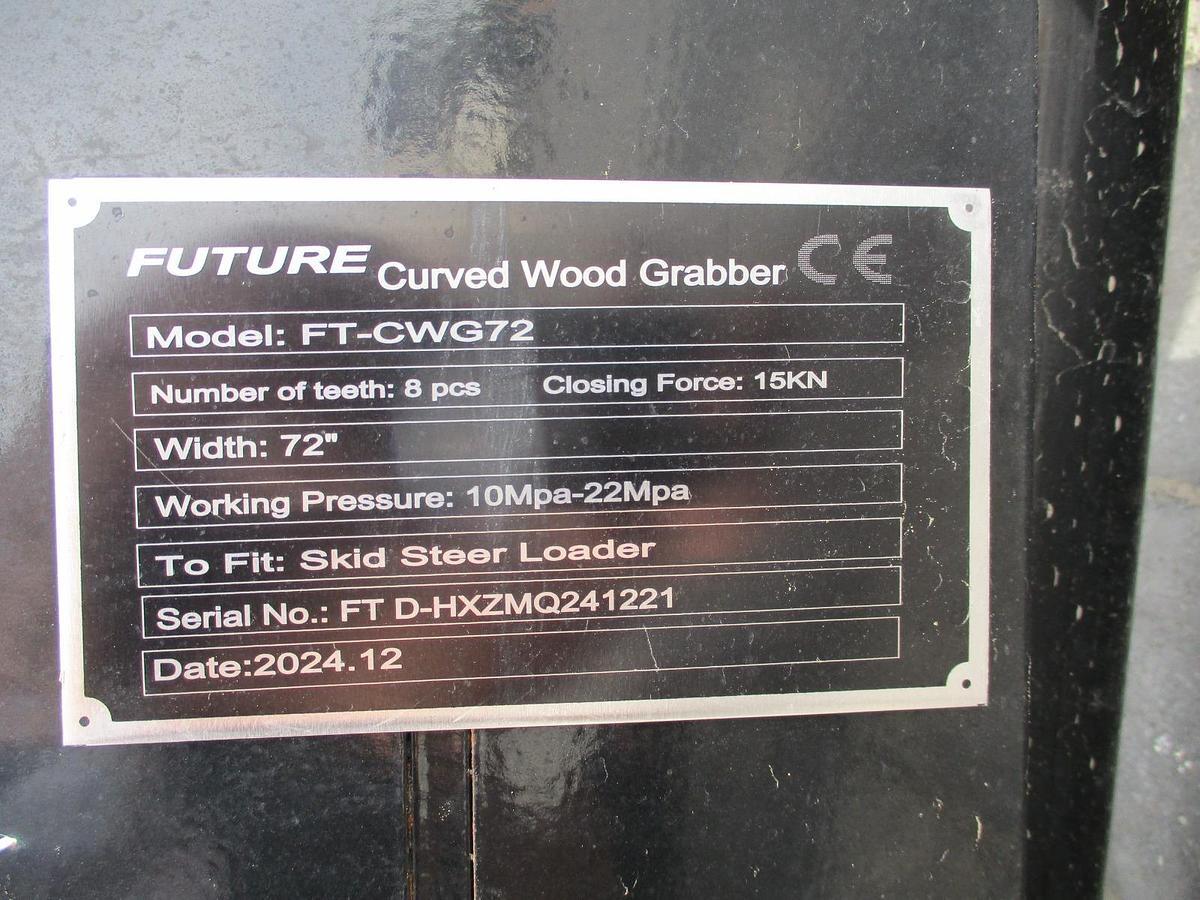 FUTURE Curved Wood Grabber CE
Model: FT-CWG72
Number of teeth: 8 pcs Closing Force: 15KN
Width: 72"
Working Pressure: 10Mpa-22Mpa
To Fit: Skid Steer Loader
Serial No.: FT D-HXZMQ241221
Date:2024.12